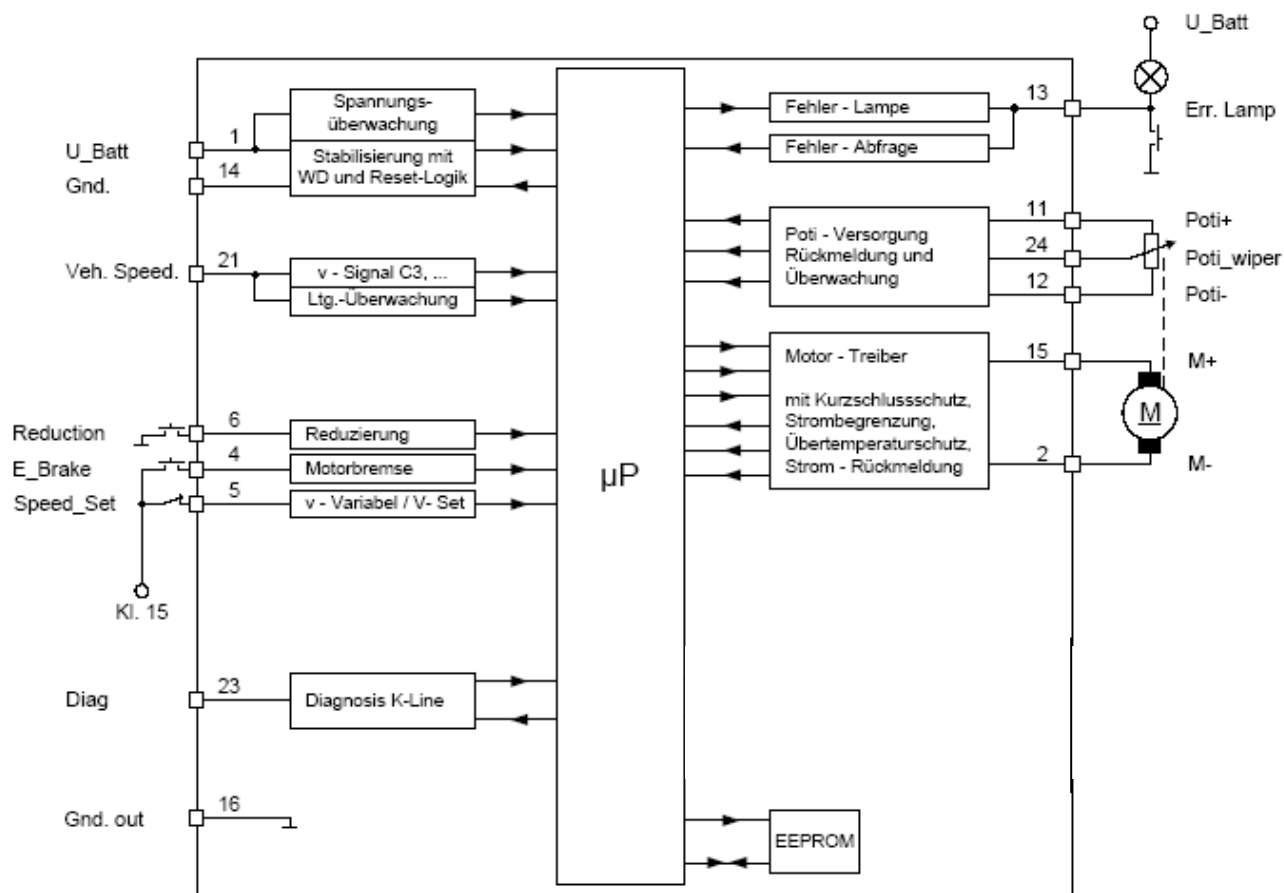 U_Batt
Spannungs-
überwachung
13
Fehler - Lampe
Err. Lamp
1
Fehler - Abfrage
U_Batt
Stabilisierung mit
WD und Reset-Logik
14
Gnd.
11
Poti+
Poti - Versorgung
Rückmeldung und
Überwachung
24
Poti_wiper
12
Poti-
21
Veh. Speed.
v - Signal C3, ...
Ltg.-Überwachung
15
M+
Motor - Treiber
mit Kurzschlussschutz,
Strombegrenzung,
Übertemperaturschutz,
Strom - Rückmeldung
M
2
M-
6
Reduction
Reduzierung
4
E_Brake
Motorbremse
5
Speed_Set
v - Variabel / V- Set
µP
Kl. 15
23
Diag
Diagnosis K-Line
16
Gnd. out
EEPROM